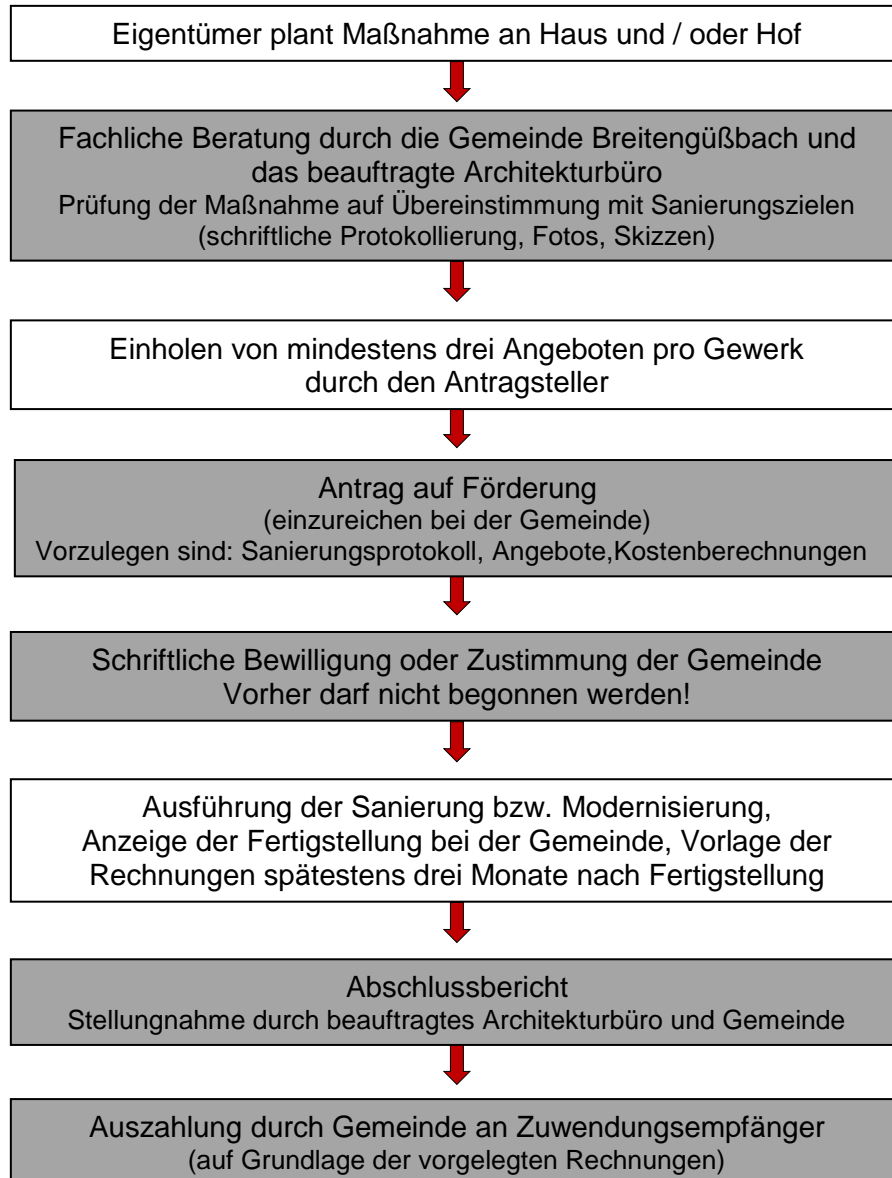 Eigentümer plant Maßnahme an Haus und / oder Hof
Fachliche Beratung durch die Gemeinde Breitengüßbach und
das beauftragte Architekturbüro
Prüfung der Maßnahme auf Übereinstimmung mit Sanierungszielen
(schriftliche Protokollierung, Fotos, Skizzen)
Einholen von mindestens drei Angeboten pro Gewerk
durch den Antragsteller
Antrag auf Förderung
(einzureichen bei der Gemeinde)
Vorzulegen sind: Sanierungsprotokoll, Angebote,Kostenberechnungen
Schriftliche Bewilligung oder Zustimmung der Gemeinde
Vorher darf nicht begonnen werden!
Ausführung der Sanierung bzw. Modernisierung,
Anzeige der Fertigstellung bei der Gemeinde, Vorlage der
Rechnungen spätestens drei Monate nach Fertigstellung
Abschlussbericht
Stellungnahme durch beauftragtes Architekturbüro und Gemeinde
Auszahlung durch Gemeinde an Zuwendungsempfänger
(auf Grundlage der vorgelegten Rechnungen)